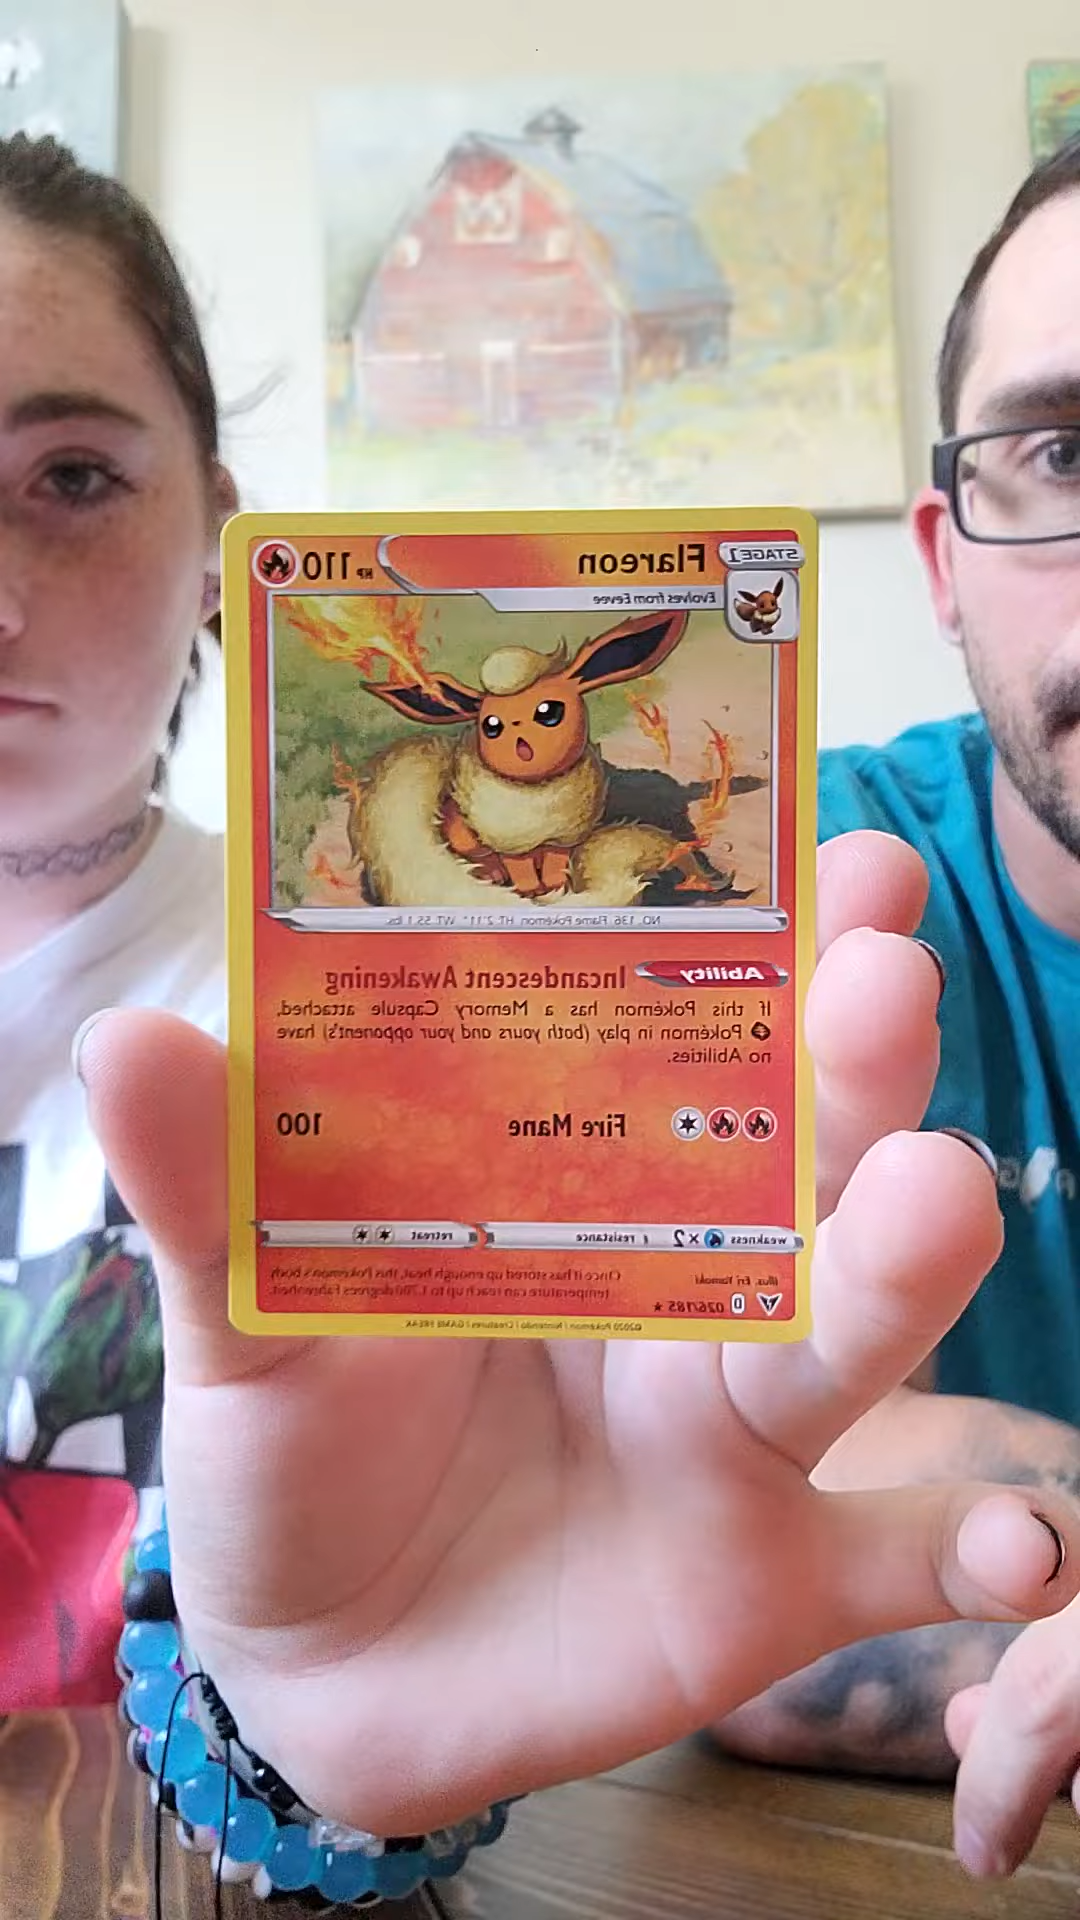 STAGE1 Flareon HP 110
Evolves from Eevee
NO. 136 Flame Pokémon HT 2'11" WT 55.1 lbs.
Ability Incandescent Awakening
If this Pokémon has a Memory Capsule attached,
Pokémon in play (both yours and your opponent's) have
no Abilities.
Fire Mane 100
weakness ×2 resistance retreat
Illus. Eri Yamaki
Once it has stored up enough heat, this Pokémon's body
temperature can reach up to 1,700 degrees Fahrenheit.
D 026/185 ★
©2020 Pokémon / Nintendo / Creatures / GAME FREAK